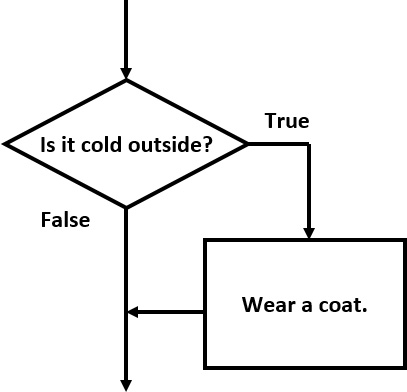 Is it cold outside?
True
False
Wear a coat.